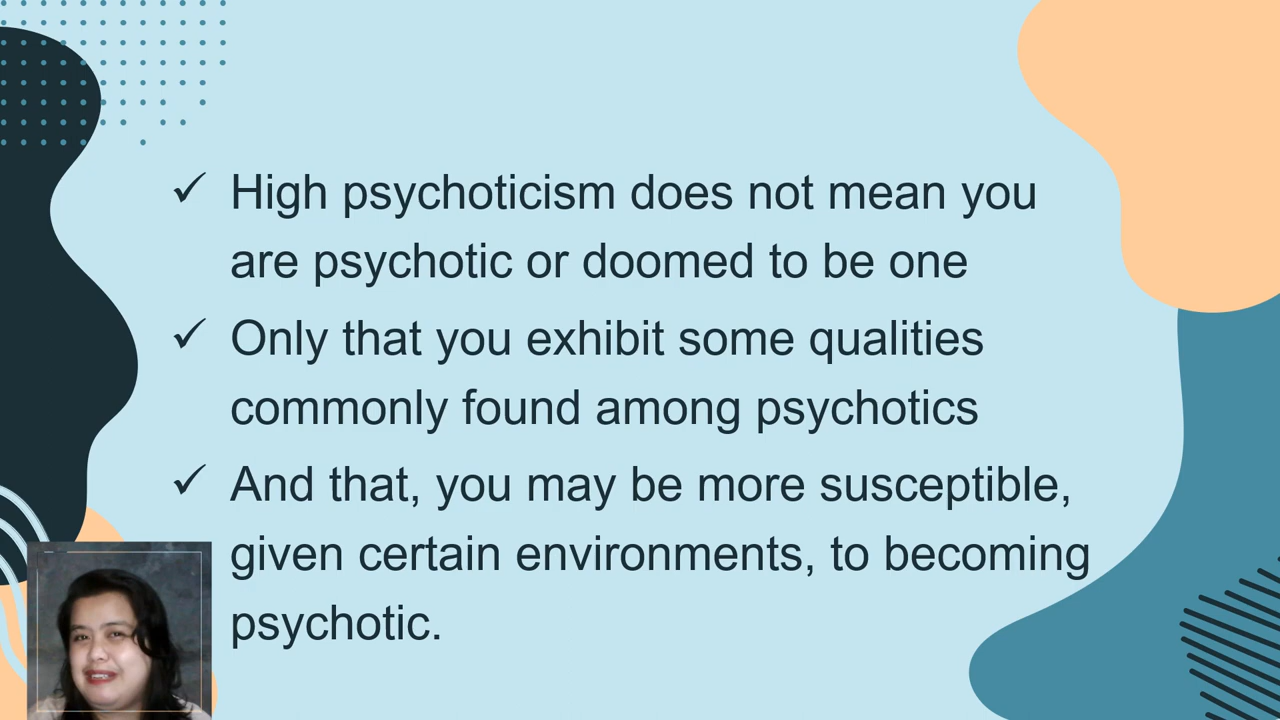 ✓ High psychoticism does not mean you
are psychotic or doomed to be one
✓ Only that you exhibit some qualities
commonly found among psychotics
✓ And that, you may be more susceptible,
given certain environments, to becoming
psychotic.